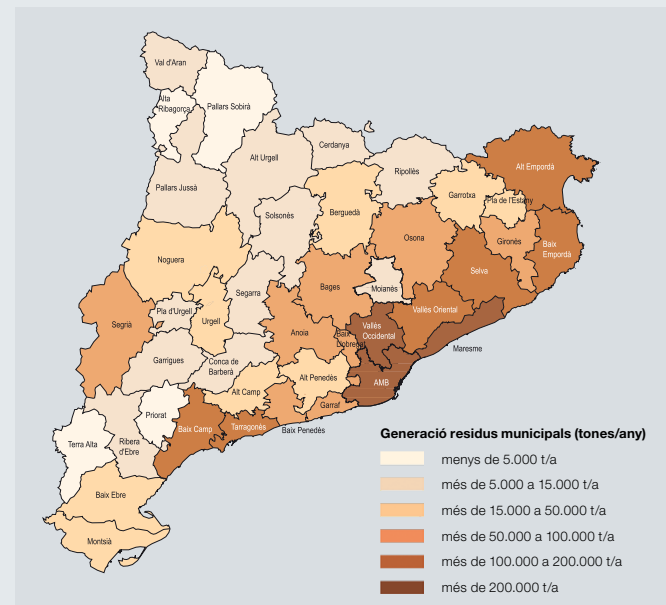 Val d'Aran
Alta
Ribagorça
Pallars Sobirà
Cerdanya
Alt Urgell
Ripollès
Alt Empordà
Pallars Jussà
Garrotxa
Pla de l'Estany
Berguedà
Solsonès
Osona
Gironès
Baix
Empordà
Noguera
Selva
Bages
Moianès
Segarra
Pla d'Urgell
Urgell
Vallès Oriental
Segrià
Anoia
Vallès
Occidental
Baix
Llobregat
Maresme
Garrigues
Conca de
Barberà
Alt Penedès
AMB
Alt Camp
Garraf
Priorat
Baix Camp
Tarragonès
Baix Penedès
Terra Alta
Ribera
d'Ebre
Baix Ebre
Montsià
Generació residus municipals (tones/any)
menys de 5.000 t/a
més de 5.000 a 15.000 t/a
més de 15.000 a 50.000 t/a
més de 50.000 a 100.000 t/a
més de 100.000 a 200.000 t/a
més de 200.000 t/a